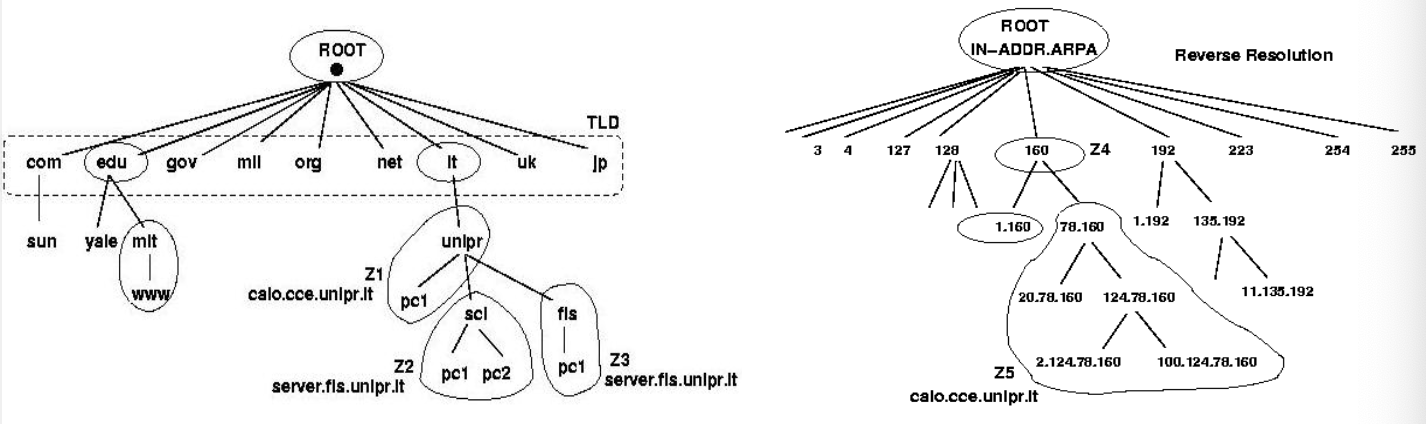 ROOT
TLD
com edu gov mil org net it uk jp
sun yale mit unipr
www
Z1
calo.cce.unipr.it
pc1
sci fis
Z2
server.fis.unipr.it
pc1 pc2 pc1
Z3
server.fis.unipr.it
ROOT
IN-ADDR.ARPA
Reverse Resolution
3 4 127 128 160 Z4 192 223 254 255
1.160 78.160 1.192 135.192
20.78.160 124.78.160 11.135.192
2.124.78.160 100.124.78.160
Z5
calo.cce.unipr.it